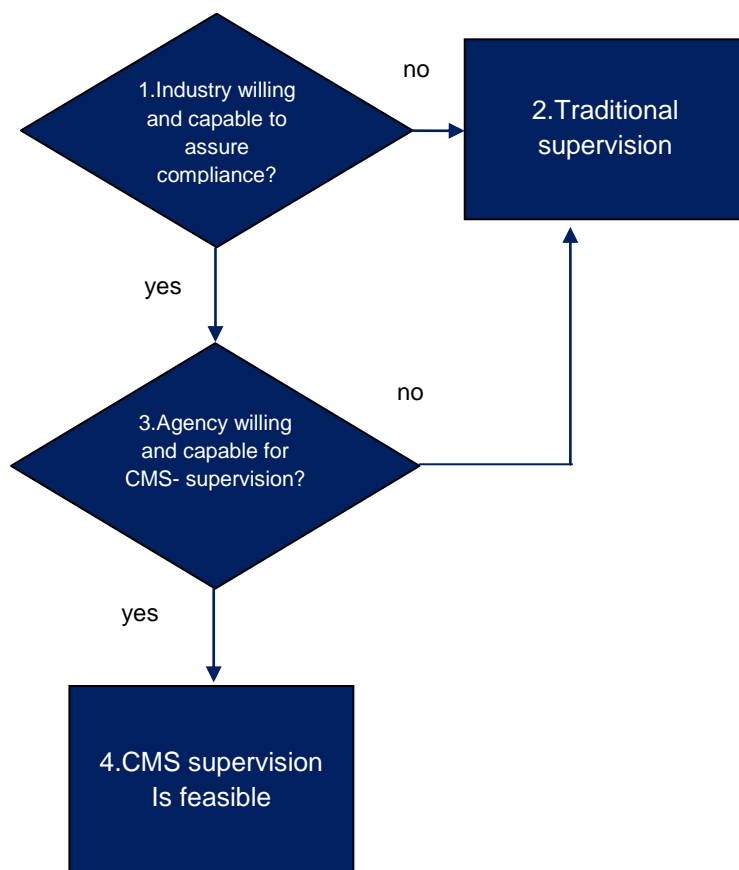 1.Industry willing
and capable to
assure
compliance?
no
2.Traditional
supervision
yes
3.Agency willing
and capable for
CMS- supervision?
no
yes
4.CMS supervision
Is feasible